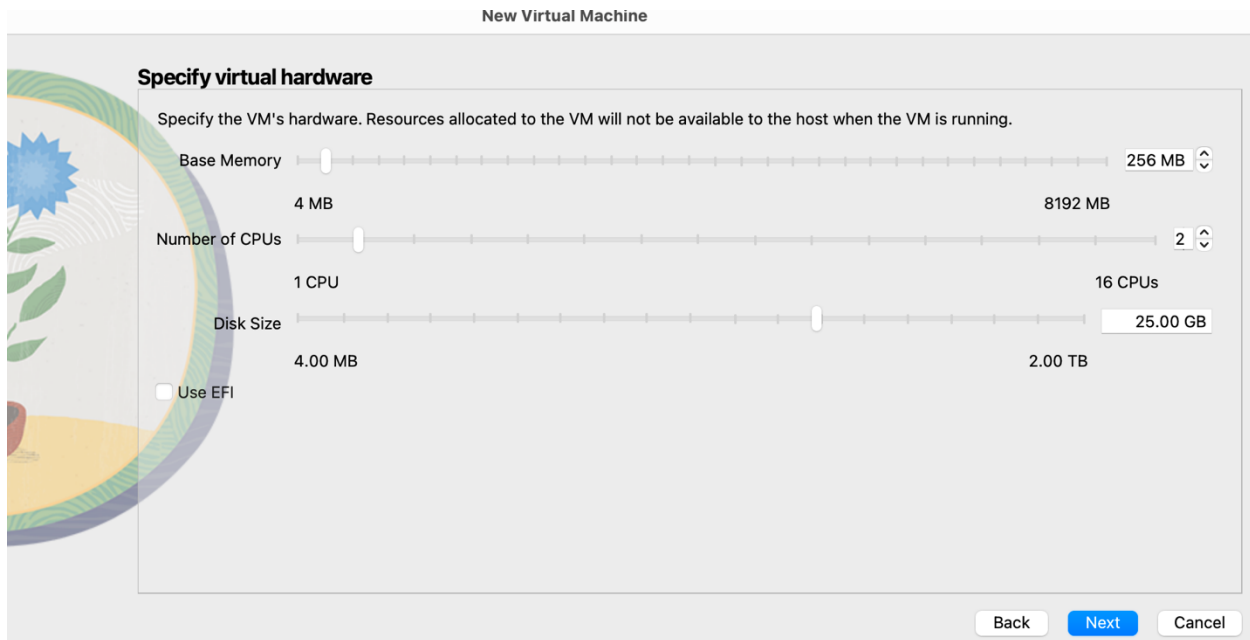 New Virtual Machine
Specify virtual hardware
Specify the VM's hardware. Resources allocated to the VM will not be available to the host when the VM is running.
Base Memory 256 MB
4 MB 8192 MB
Number of CPUs 2
1 CPU 16 CPUs
Disk Size 25.00 GB
4.00 MB 2.00 TB
Use EFI
Back Next Cancel